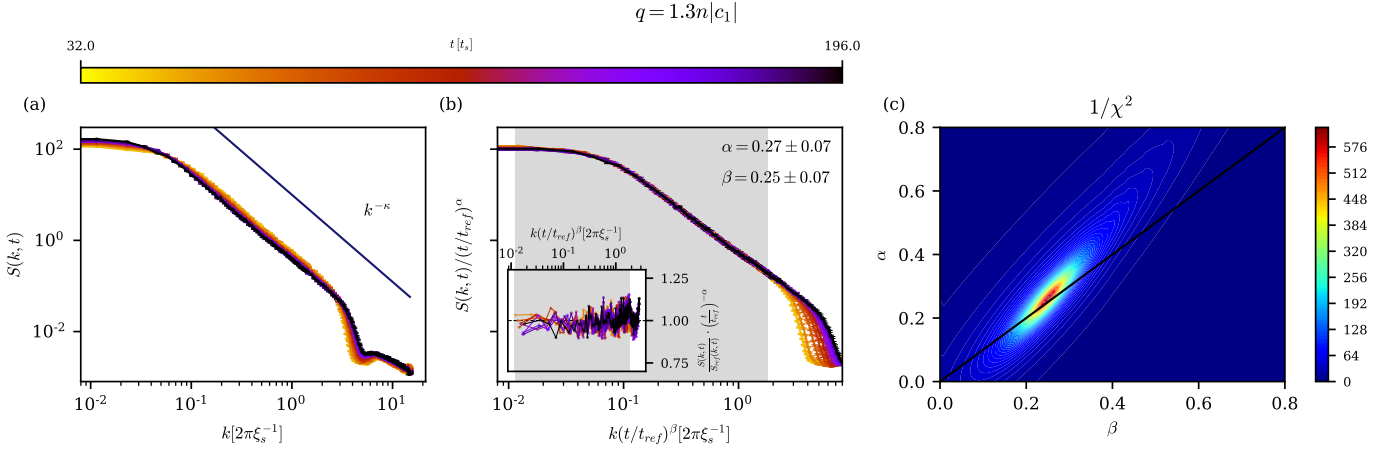 q = 1.3n|c₁|
32.0
t [tₛ]
196.0
(a)
S(k, t)
10²
10⁰
10⁻²
k^{−κ}
10⁻²
10⁻¹
10⁰
10¹
k[2πξₛ⁻¹]
(b)
S(k, t)/(t/t_{ref})^α
10²
10⁰
10⁻²
α = 0.27 ± 0.07
β = 0.25 ± 0.07
k(t/t_{ref})^β[2πξₛ⁻¹]
10⁻²
10⁻¹
10⁰
1.25
1.00
0.75
S(k,t)/S_{ref}(k,t) · (t/t_{ref})^{−α}
10⁻²
10⁻¹
10⁰
k(t/t_{ref})^β[2πξₛ⁻¹]
(c)
1/χ²
α
0.8
0.6
0.4
0.2
0.0
0.0
0.2
0.4
0.6
0.8
β
576
512
448
384
320
256
192
128
64
0